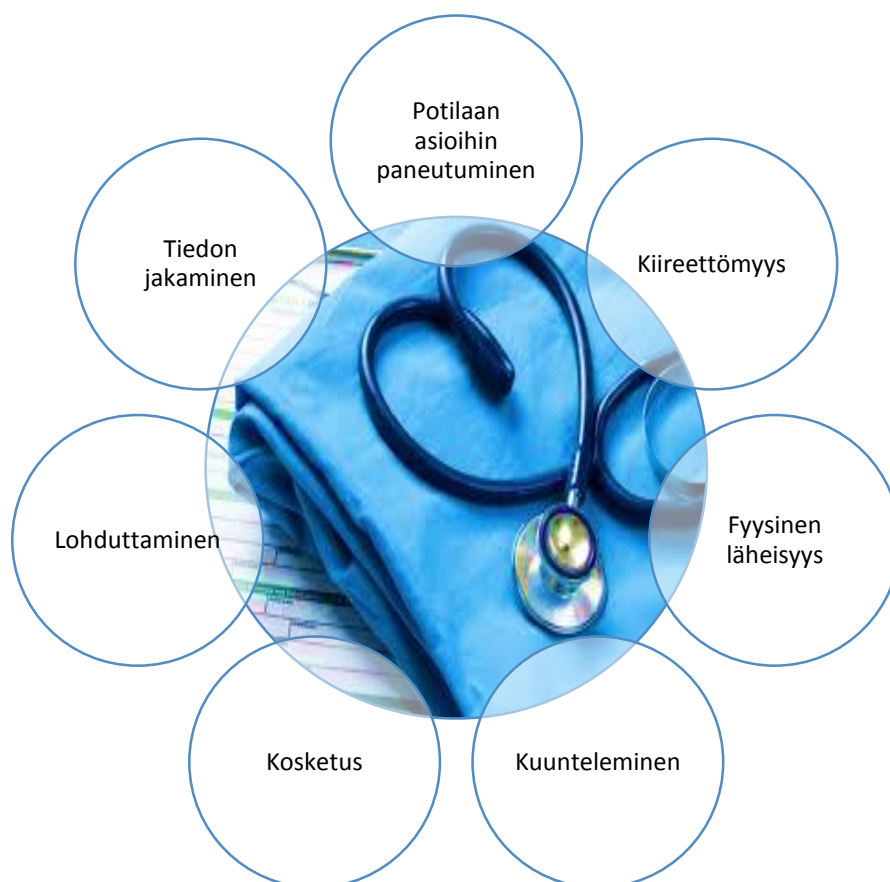 Potilaan
asioihin
paneutuminen
Kiireettömyys
Fyysinen
läheisyys
Kuunteleminen
Kosketus
Lohduttaminen
Tiedon
jakaminen